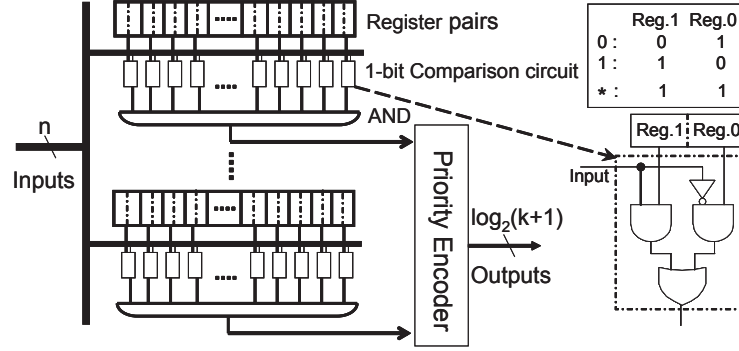 Register pairs
1-bit Comparison circuit
AND
n
Inputs
Priority Encoder
log2(k+1)
Outputs
Reg.1 Reg.0
0 : 0 1
1 : 1 0
* : 1 1
Reg.1 Reg.0
Input